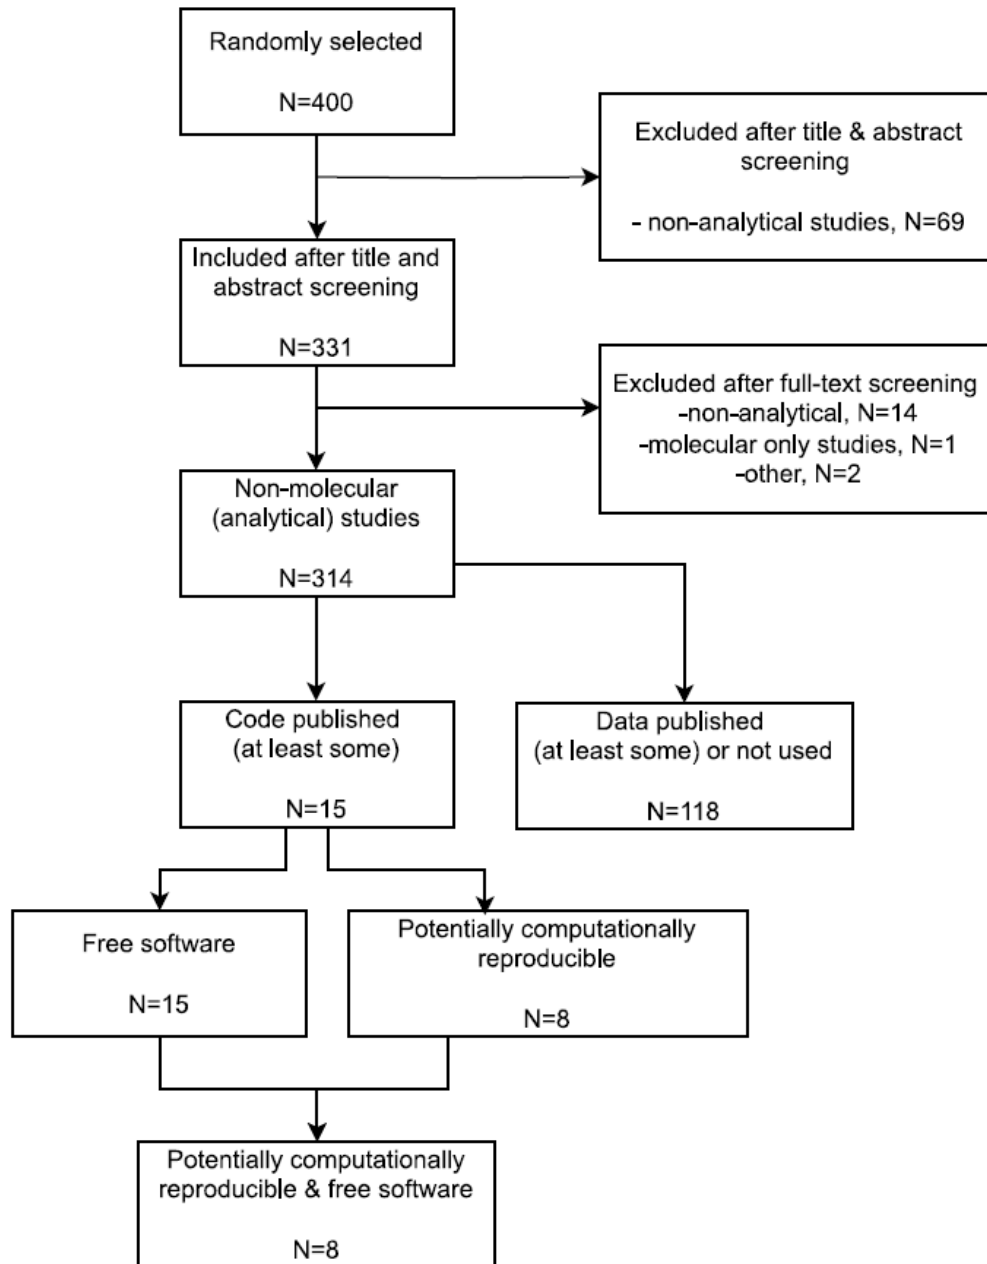 Randomly selected
N=400
Excluded after title & abstract
screening
- non-analytical studies, N=69
Included after title and
abstract screening
N=331
Excluded after full-text screening
-non-analytical, N=14
-molecular only studies, N=1
-other, N=2
Non-molecular
(analytical) studies
N=314
Code published
(at least some)
N=15
Data published
(at least some) or not used
N=118
Free software
N=15
Potentially computationally
reproducible
N=8
Potentially computationally
reproducible & free software
N=8